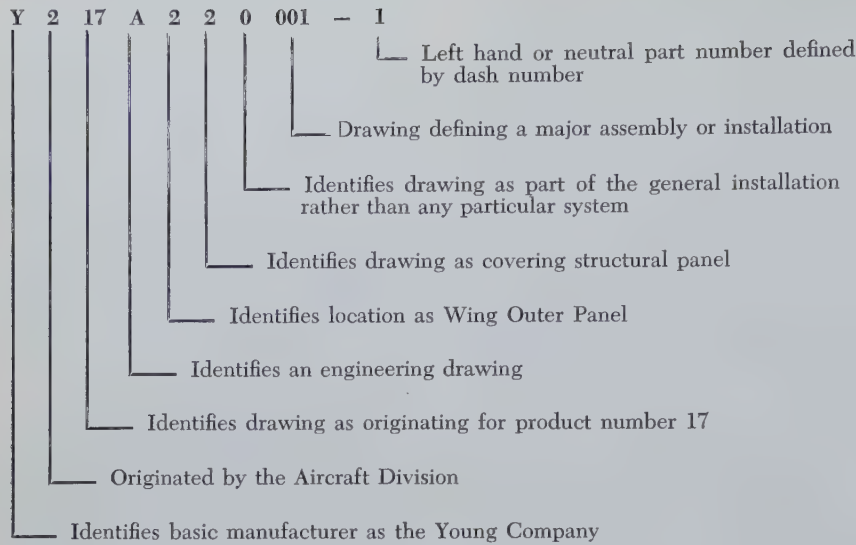 Y 2 17 A 2 2 0 001 – 1
Left hand or neutral part number defined
by dash number
Drawing defining a major assembly or installation
Identifies drawing as part of the general installation
rather than any particular system
Identifies drawing as covering structural panel
Identifies location as Wing Outer Panel
Identifies an engineering drawing
Identifies drawing as originating for product number 17
Originated by the Aircraft Division
Identifies basic manufacturer as the Young Company